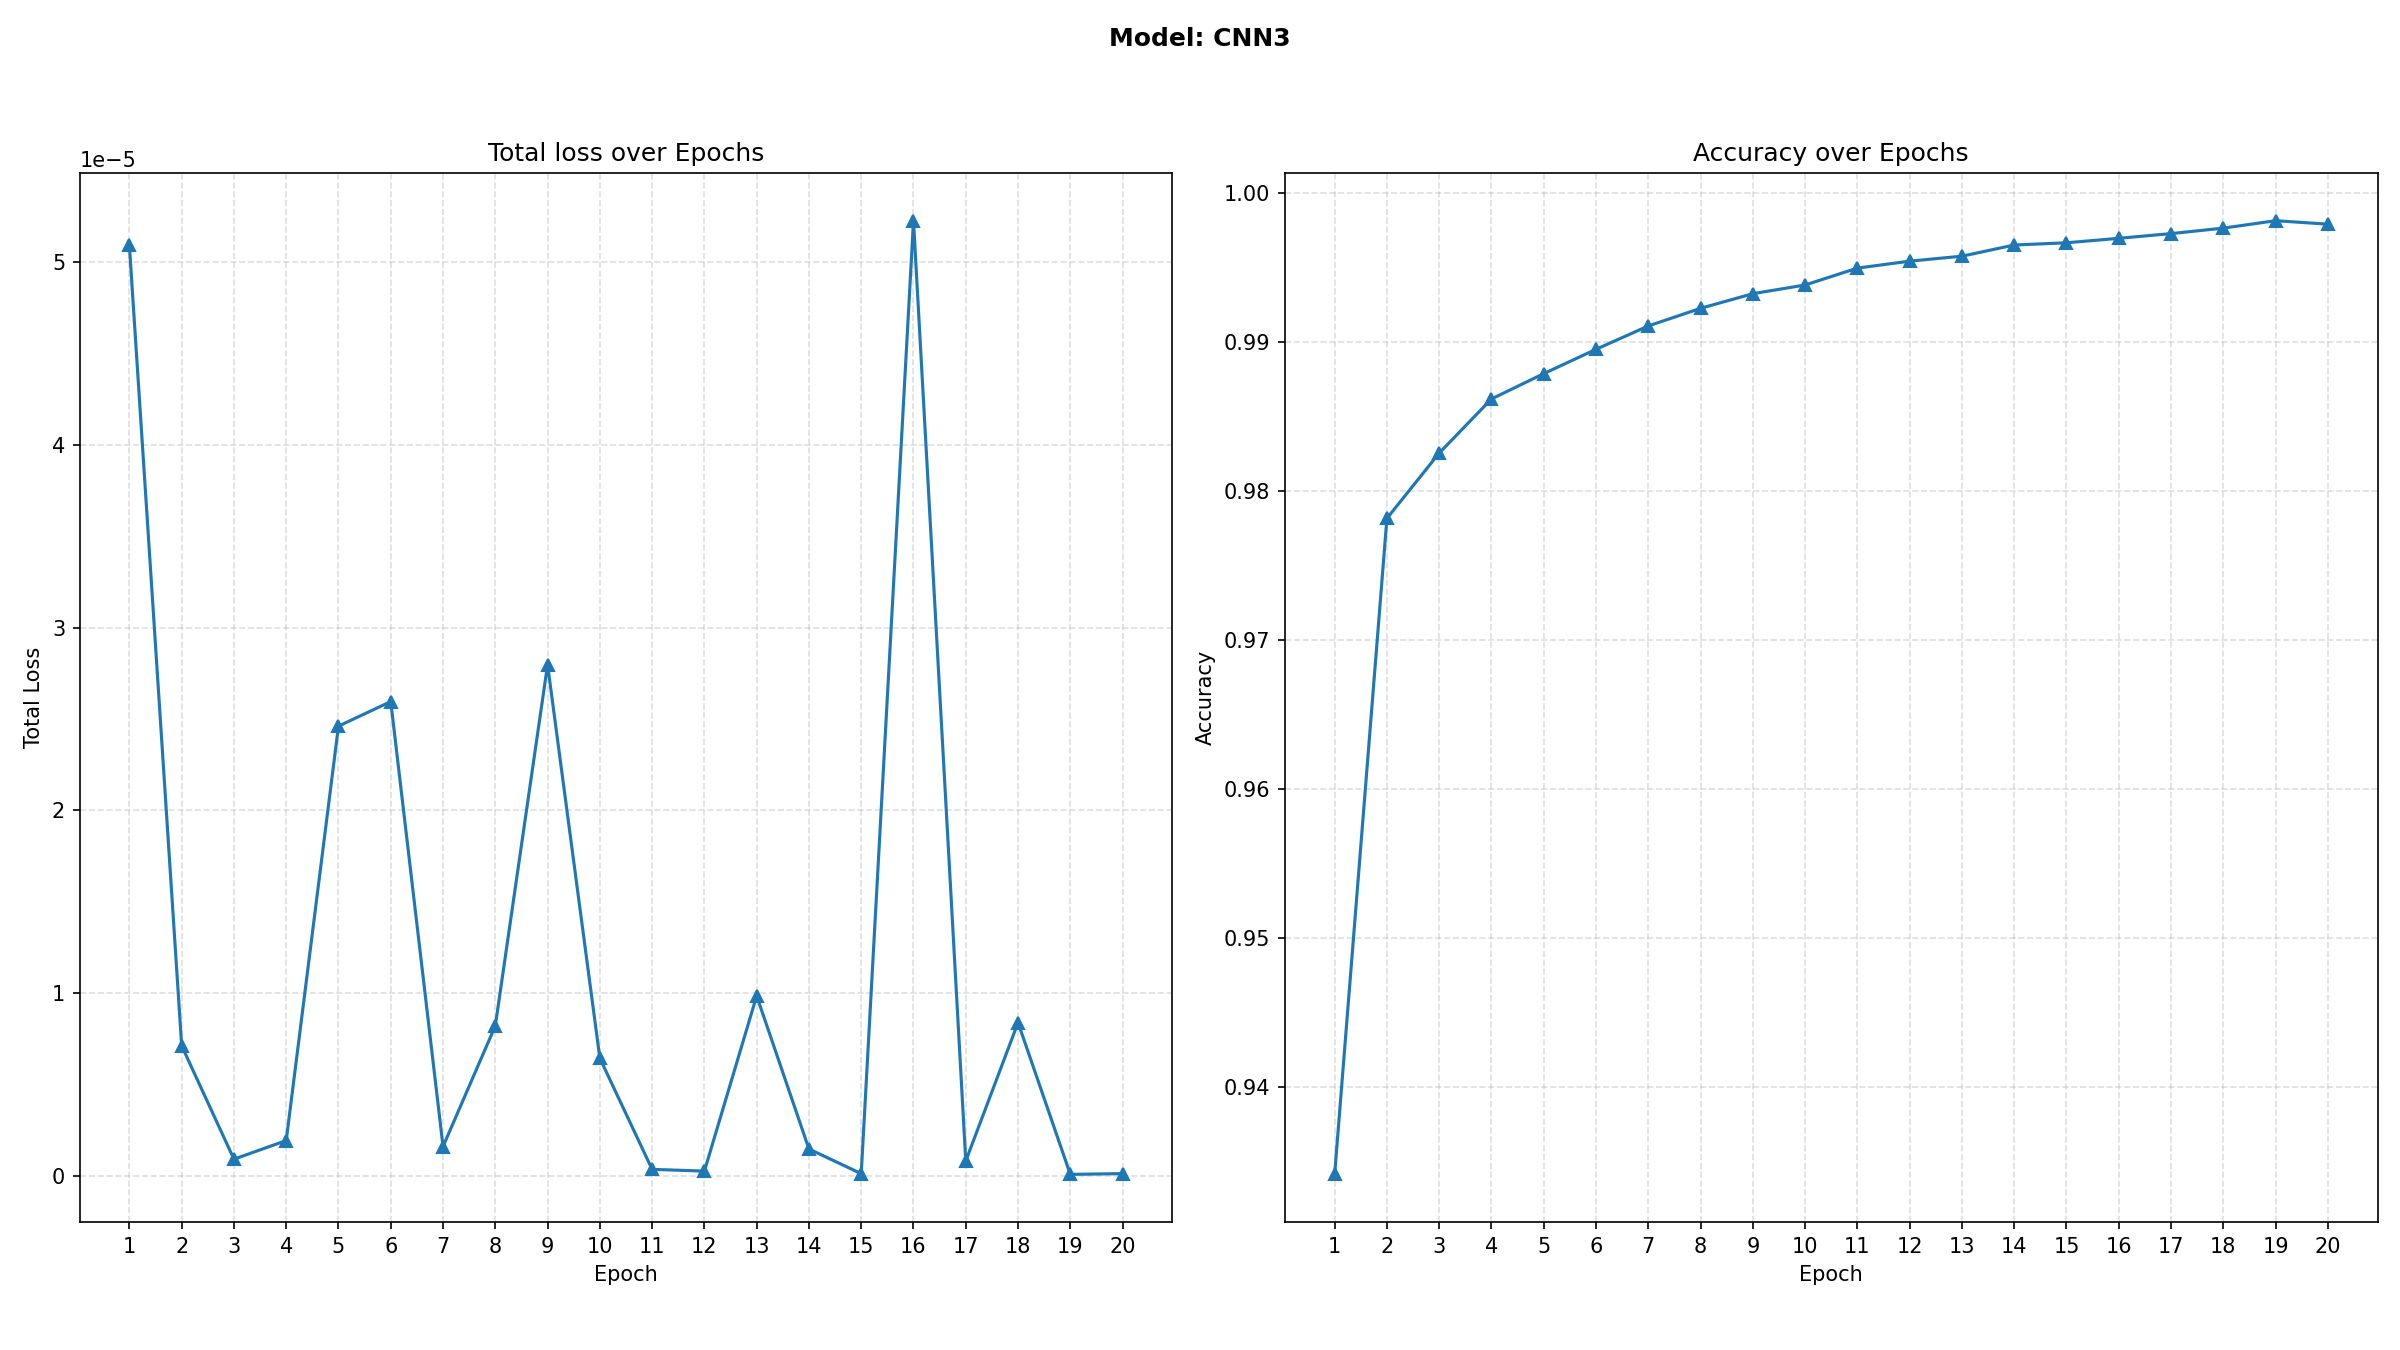 Model: CNN3
Total loss over Epochs
1e−5
5
4
3
2
1
0
Total Loss
1 2 3 4 5 6 7 8 9 10 11 12 13 14 15 16 17 18 19 20
Epoch
Accuracy over Epochs
1.00
0.99
0.98
0.97
0.96
0.95
0.94
Accuracy
1 2 3 4 5 6 7 8 9 10 11 12 13 14 15 16 17 18 19 20
Epoch